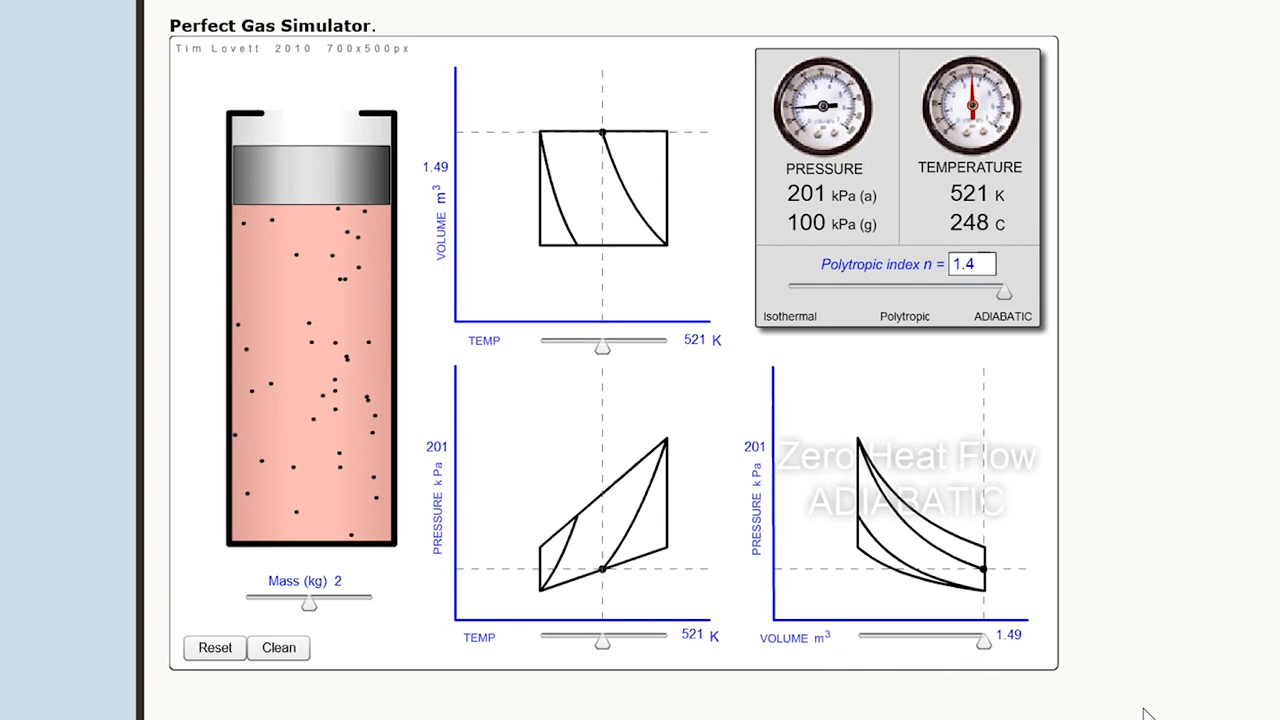 Perfect Gas Simulator.
Tim Lovett 2010 700x500px
1.49
VOLUME m³
TEMP
521 K
PRESSURE
201 kPa (a)
100 kPa (g)
TEMPERATURE
521 K
248 C
Polytropic index n = 1.4
Isothermal
Polytropic
ADIABATIC
201
PRESSURE k Pa
TEMP
521 K
201
PRESSURE k Pa
Zero Heat Flow
ADIABATIC
VOLUME m³
1.49
Mass (kg) 2
Reset
Clean